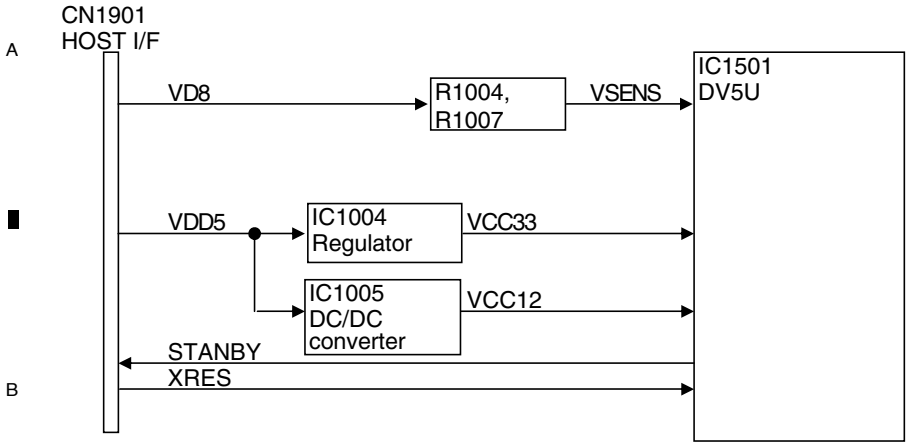 CN1901
HOST I/F
A
IC1501
DV5U
VD8
R1004,
R1007
VSENS
VDD5
IC1004
Regulator
VCC33
IC1005
DC/DC
converter
VCC12
STANBY
XRES
B